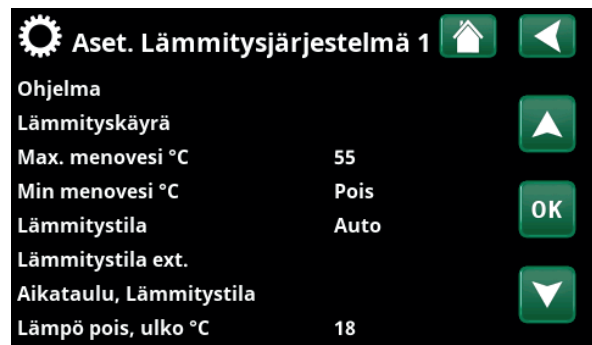 Aset. Lämmitysjärjestelmä 1
Ohjelma
Lämmityskäyrä
Max. menovesi °C 55
Min menovesi °C Pois
Lämmitystila Auto
OK
Lämmitystila ext.
Aikataulu, Lämmitystila
Lämpö pois, ulko °C 18